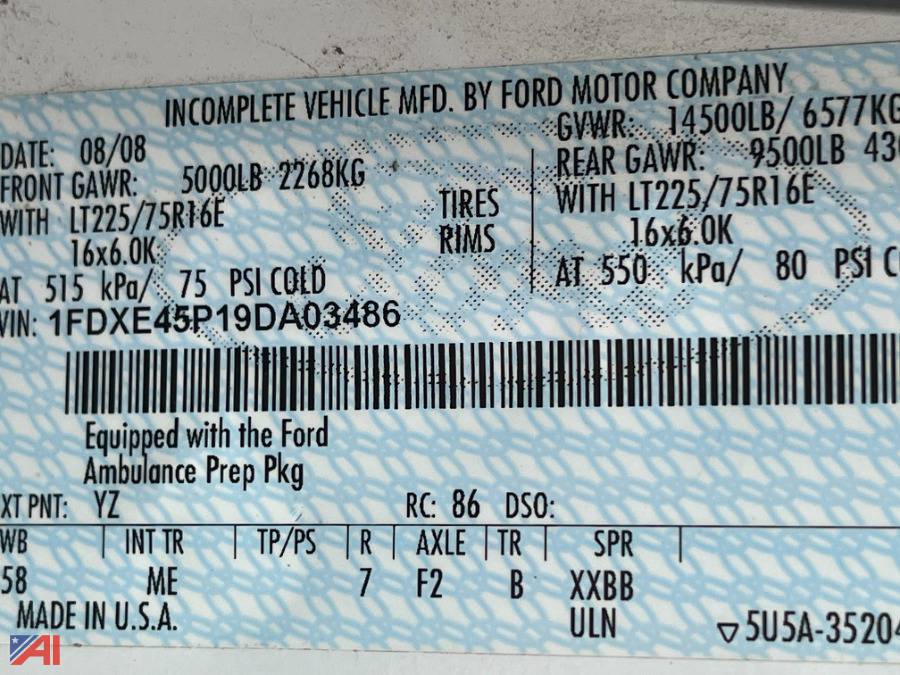 INCOMPLETE VEHICLE MFD. BY FORD MOTOR COMPANY
DATE: 08/08
GVWR: 14500LB/ 6577KG
FRONT GAWR: 5000LB 2268KG
REAR GAWR: 9500LB
WITH LT225/75R16E
TIRES
WITH LT225/75R16E
16x6.0K
RIMS
16x6.0K
AT 515 kPa/ 75 PSI COLD
AT 550 kPa/ 80 PSI
VIN: 1FDXE45P19DA03486
Equipped with the Ford
Ambulance Prep Pkg
XT PNT: YZ RC: 86 DSO:
WB INT TR TP/PS R AXLE TR SPR
58 ME 7 F2 B XXBB
MADE IN U.S.A. ULN ▽5U5A-3520
AI